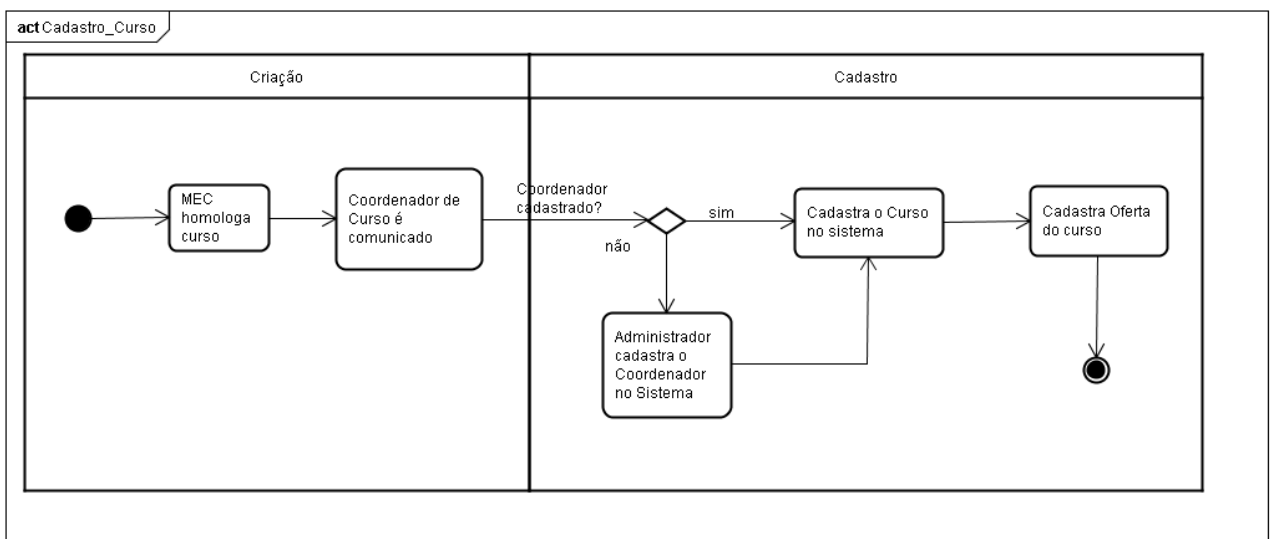 act Cadastro_Curso
Criação
Cadastro
MEC
homologa
curso
Coordenador de
Curso é
comunicado
Coordenador
cadastrado?
sim
não
Cadastra o Curso
no sistema
Cadastra Oferta
do curso
Administrador
cadastra o
Coordenador
no Sistema